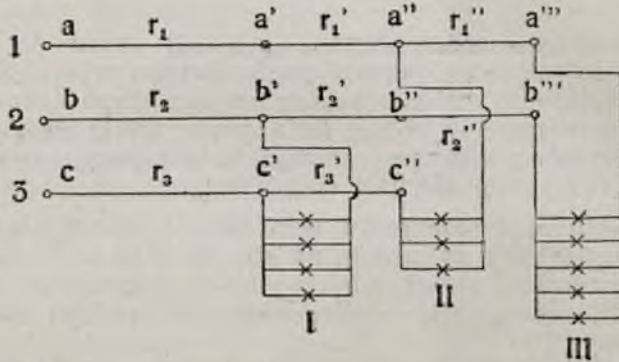 1 a r₁ a' r₁' a'' r₁'' a'''
2 b r₂ b' r₂' b'' r₂'' b'''
3 c r₃ c' r₃' c''
I II III